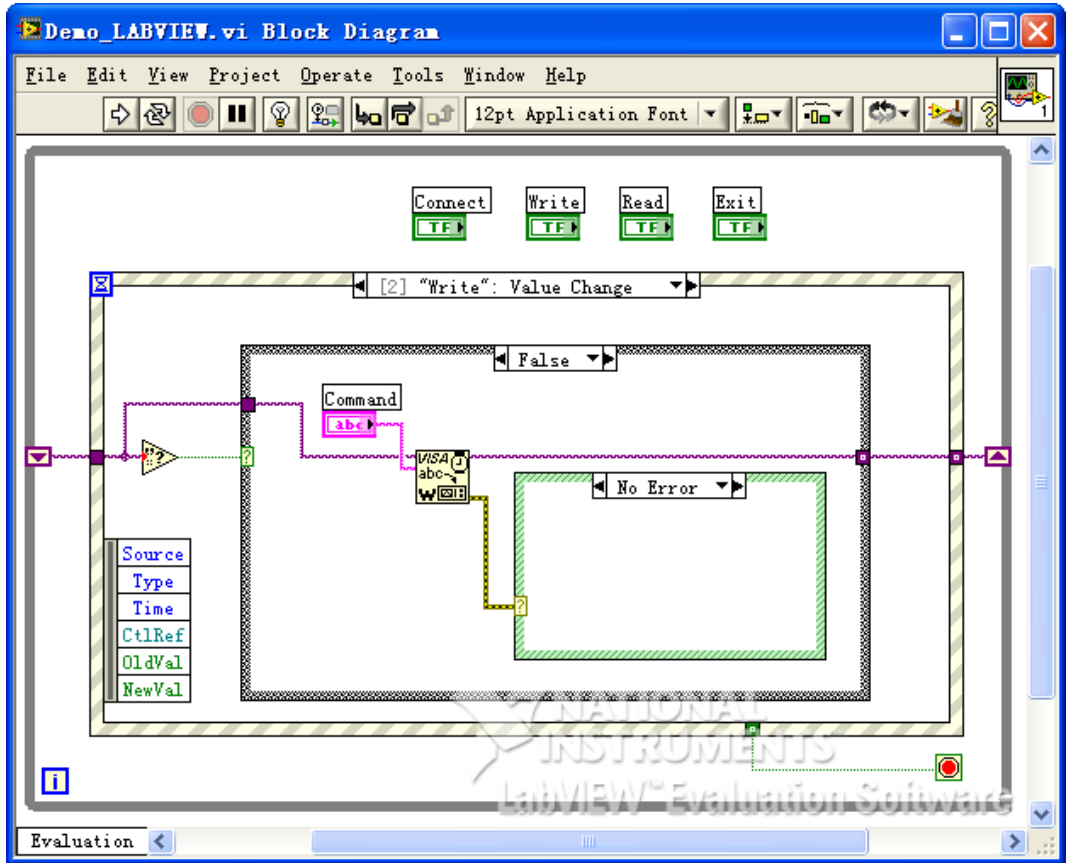 Demo_LABVIEW.vi Block Diagram
File Edit View Project Operate Tools Window Help
12pt Application Font
?
1
Connect Write Read Exit
TF TF TF TF
[2] "Write": Value Change
False
Command
abc
?
?
VISA
abc
W
No Error
?
Source
Type
Time
CtlRef
OldVal
NewVal
NATIONAL
INSTRUMENTS
LabVIEW™ Evaluation Software
i
Evaluation